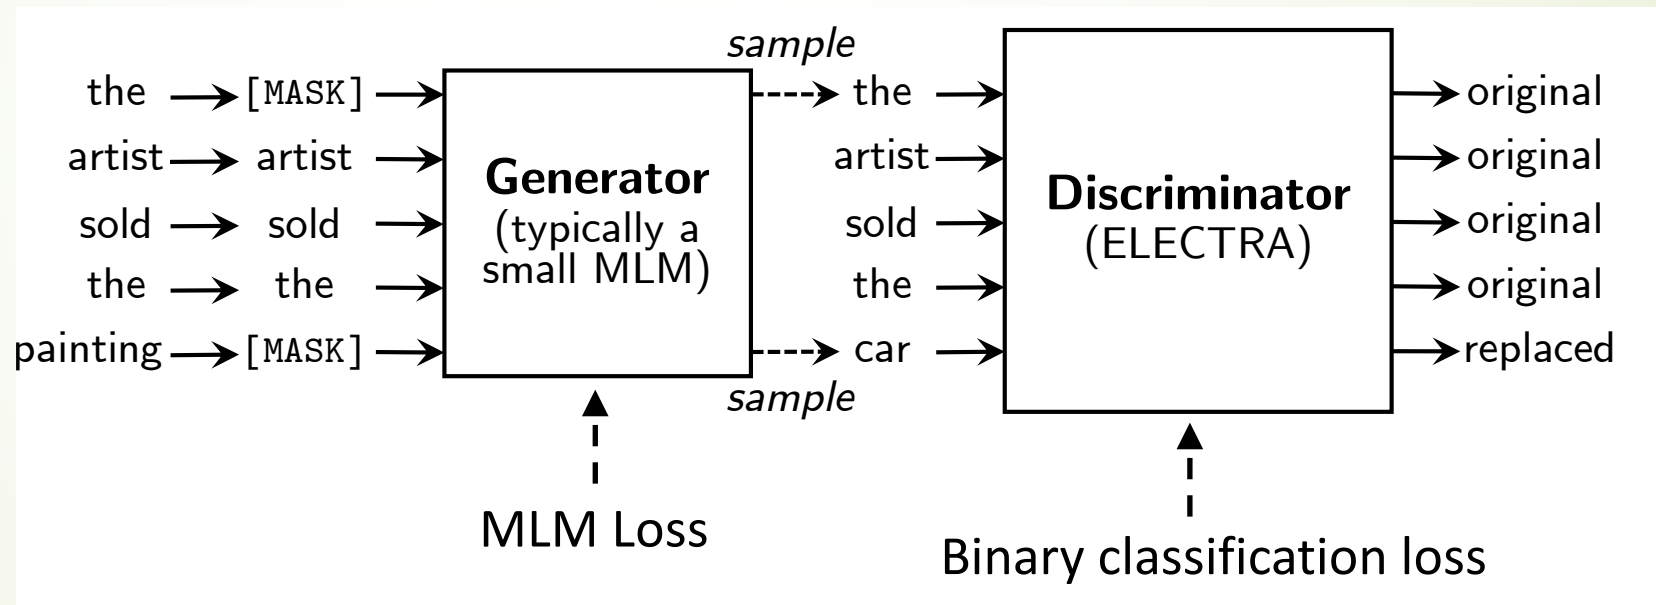 sample
the [MASK] the original
artist artist Generator artist Discriminator original
sold sold (typically a small MLM) sold (ELECTRA) original
the the the original
painting [MASK] car replaced
sample
MLM Loss
Binary classification loss